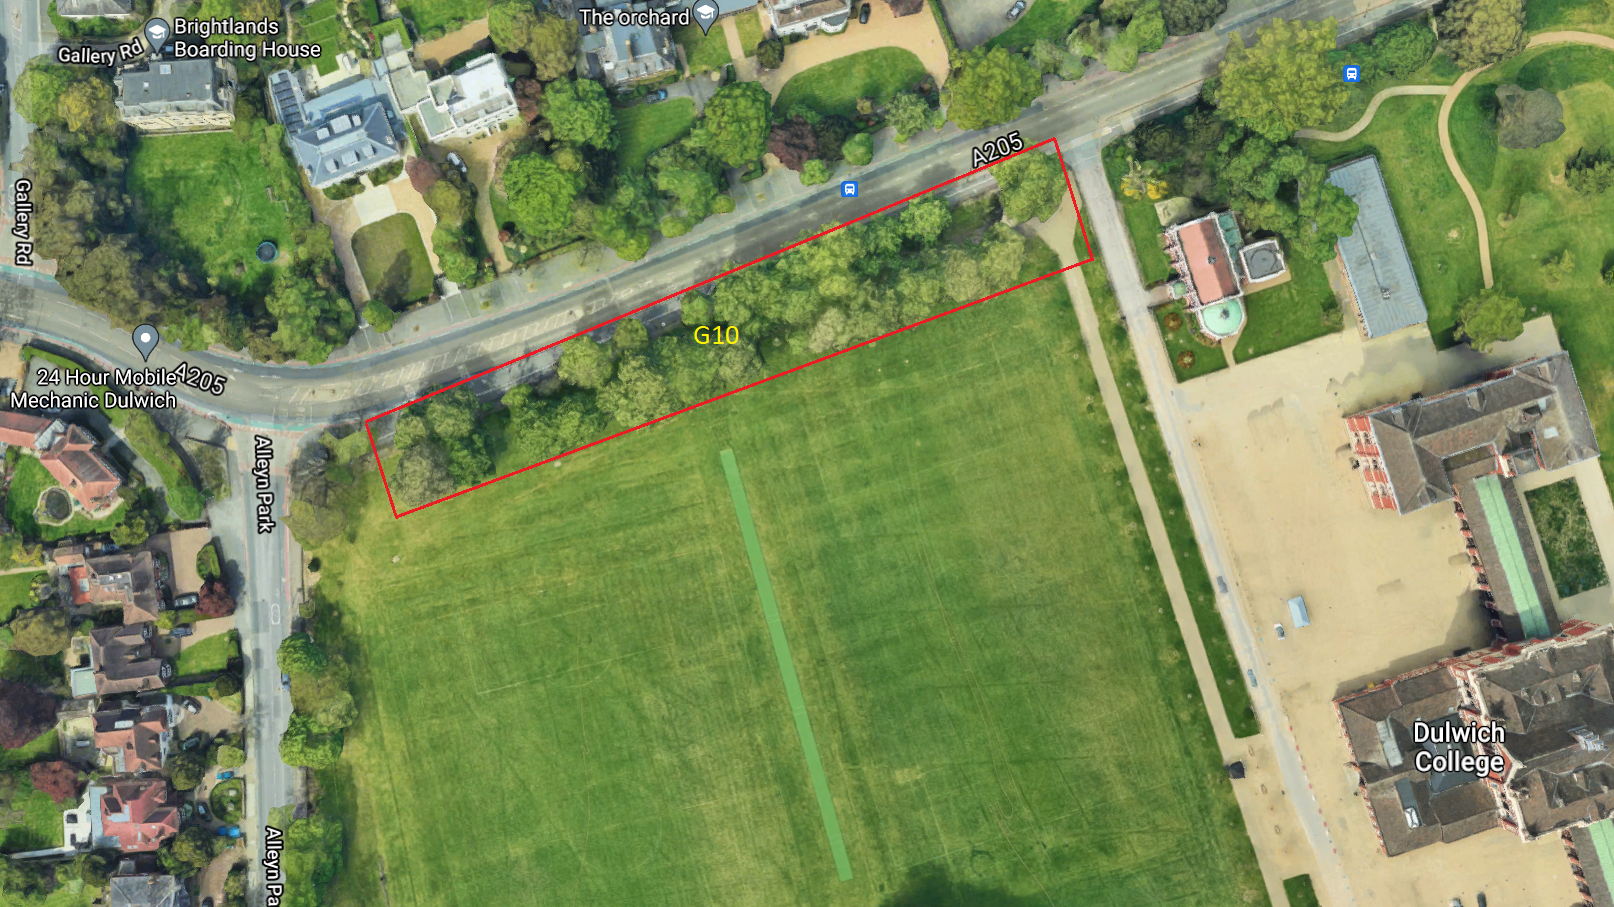 Brightlands
Boarding House
Gallery Rd
The orchard
A205
Gallery Rd
G10
24 Hour Mobile
Mechanic Dulwich
A205
Alleyn Park
Dulwich
College
Alleyn Pa